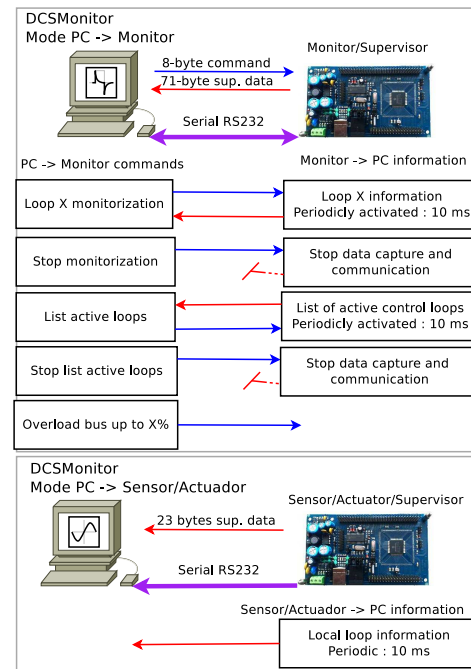 DCSMonitor
Mode PC -> Monitor
8-byte command
71-byte sup. data
Monitor/Supervisor
Serial RS232
PC -> Monitor commands
Monitor -> PC information
Loop X monitorization
Loop X information
Periodicly activated : 10 ms
Stop monitorization
Stop data capture and
communication
List active loops
List of active control loops
Periodicly activated : 10 ms
Stop list active loops
Stop data capture and
communication
Overload bus up to X%
DCSMonitor
Mode PC -> Sensor/Actuador
23 bytes sup. data
Sensor/Actuator/Supervisor
Serial RS232
Sensor/Actuador -> PC information
Local loop information
Periodic : 10 ms